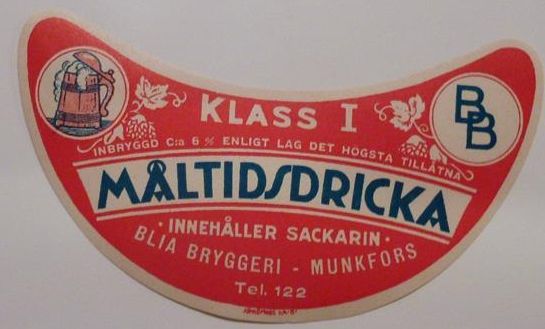 KLASS I
BB
INBRYGGD C:a 6 % ENLIGT LAG DET HÖGSTA TILLÅTNA
MÅLTIDSDRICKA
· INNEHÅLLER SACKARIN ·
BLIA BRYGGERI - MUNKFORS
Tel. 122